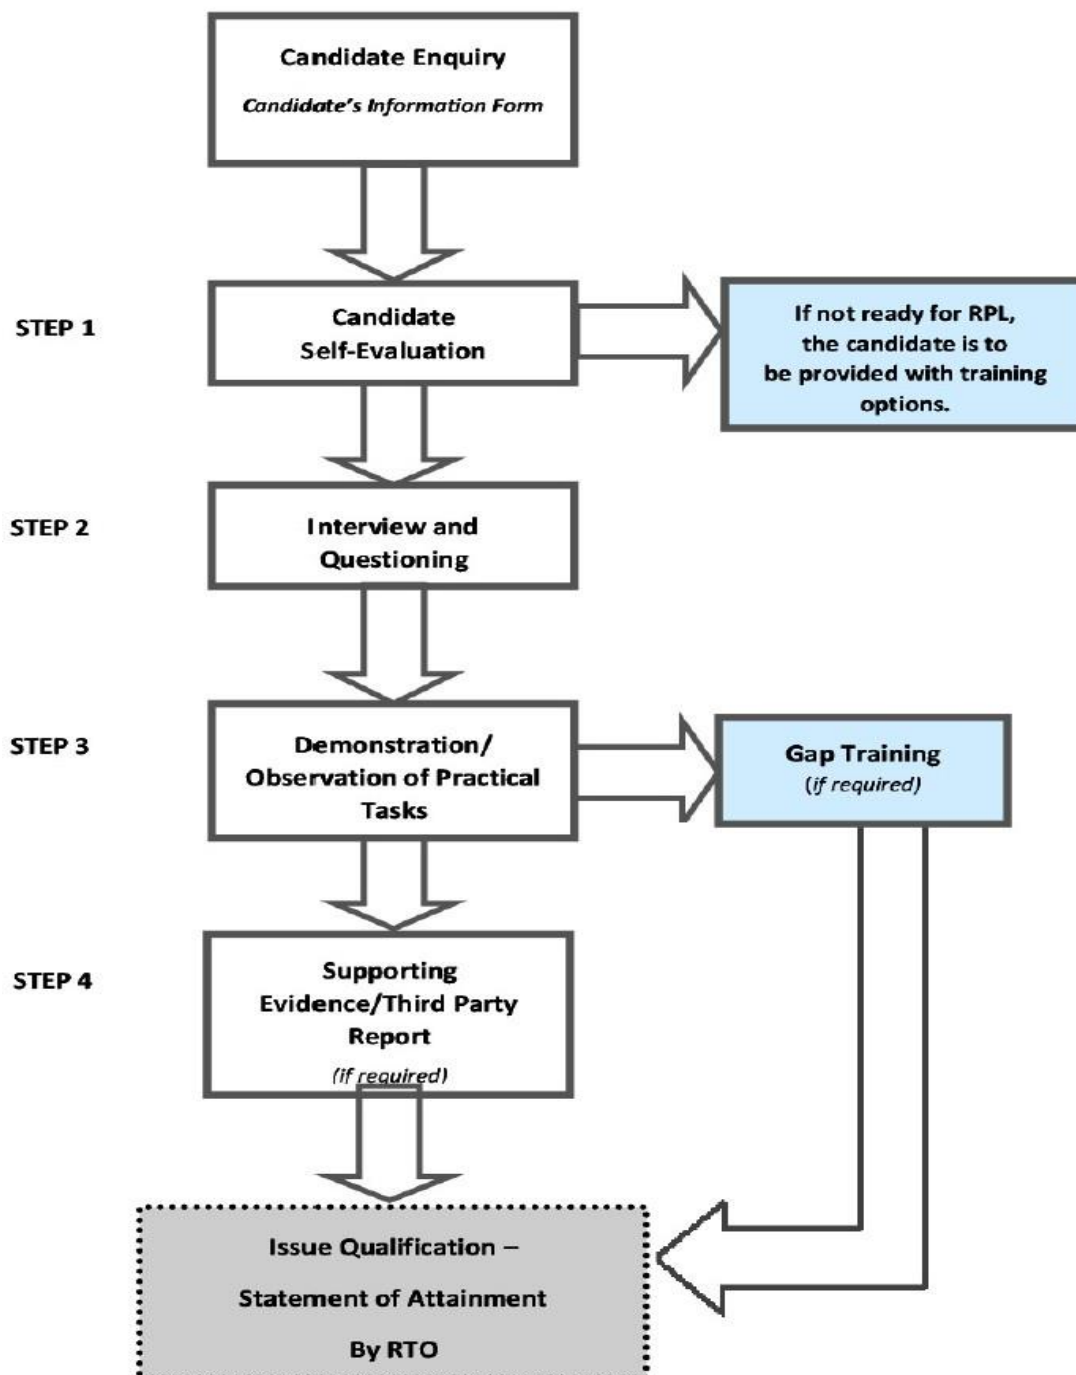 Candidate Enquiry
Candidate's Information Form
STEP 1
Candidate
Self-Evaluation
If not ready for RPL,
the candidate is to
be provided with training
options.
STEP 2
Interview and
Questioning
STEP 3
Demonstration/
Observation of Practical
Tasks
Gap Training
(if required)
STEP 4
Supporting
Evidence/Third Party
Report
(if required)
Issue Qualification –
Statement of Attainment
By RTO